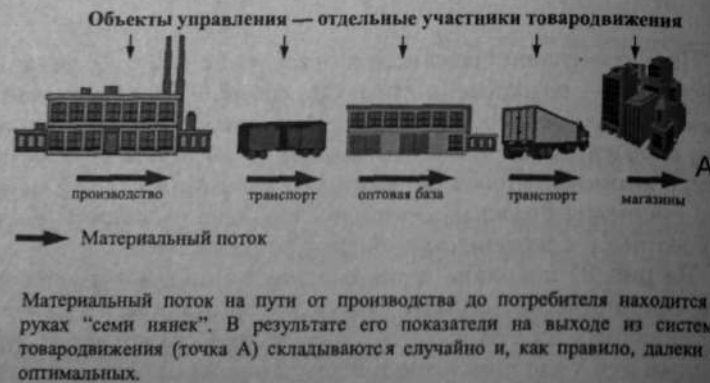 Объекты управления — отдельные участники товародвижения
производство транспорт оптовая база транспорт магазины А
Материальный поток
Материальный поток на пути от производства до потребителя находится
руках “семи нянек”. В результате его показатели на выходе из систем
товародвижения (точка А) складываются случайно и, как правило, далеки
оптимальных.